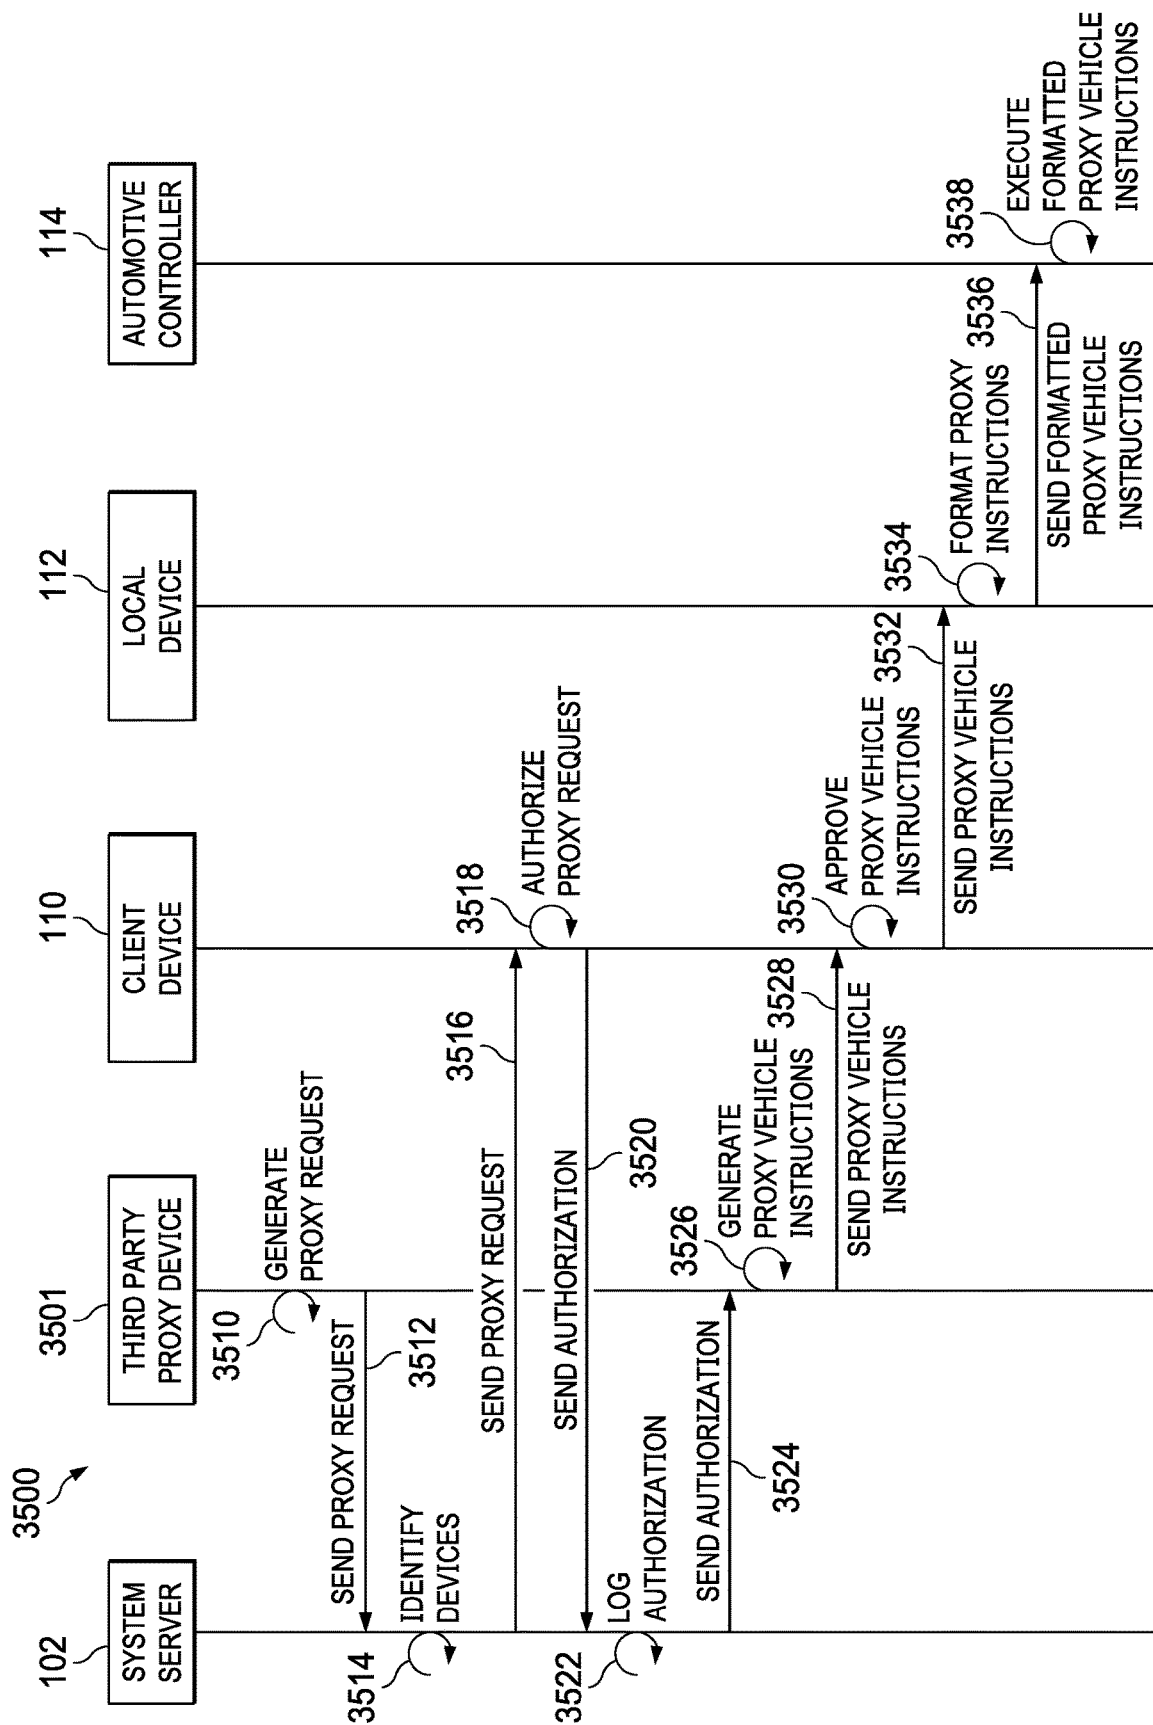 3500
102
SYSTEM
SERVER
3501
THIRD PARTY
PROXY DEVICE
110
CLIENT
DEVICE
112
LOCAL
DEVICE
114
AUTOMOTIVE
CONTROLLER
3510
GENERATE
PROXY REQUEST
SEND PROXY REQUEST
3512
3514
IDENTIFY
DEVICES
SEND PROXY REQUEST
3516
3518
AUTHORIZE
PROXY REQUEST
SEND AUTHORIZATION
3520
3522
LOG
AUTHORIZATION
SEND AUTHORIZATION
3524
3526
GENERATE
PROXY VEHICLE
INSTRUCTIONS
3528
SEND PROXY VEHICLE
INSTRUCTIONS
3530
APPROVE
PROXY VEHICLE
INSTRUCTIONS
3532
SEND PROXY VEHICLE
INSTRUCTIONS
3534
FORMAT PROXY
INSTRUCTIONS
3536
SEND FORMATTED
PROXY VEHICLE
INSTRUCTIONS
3538
EXECUTE
FORMATTED
PROXY VEHICLE
INSTRUCTIONS